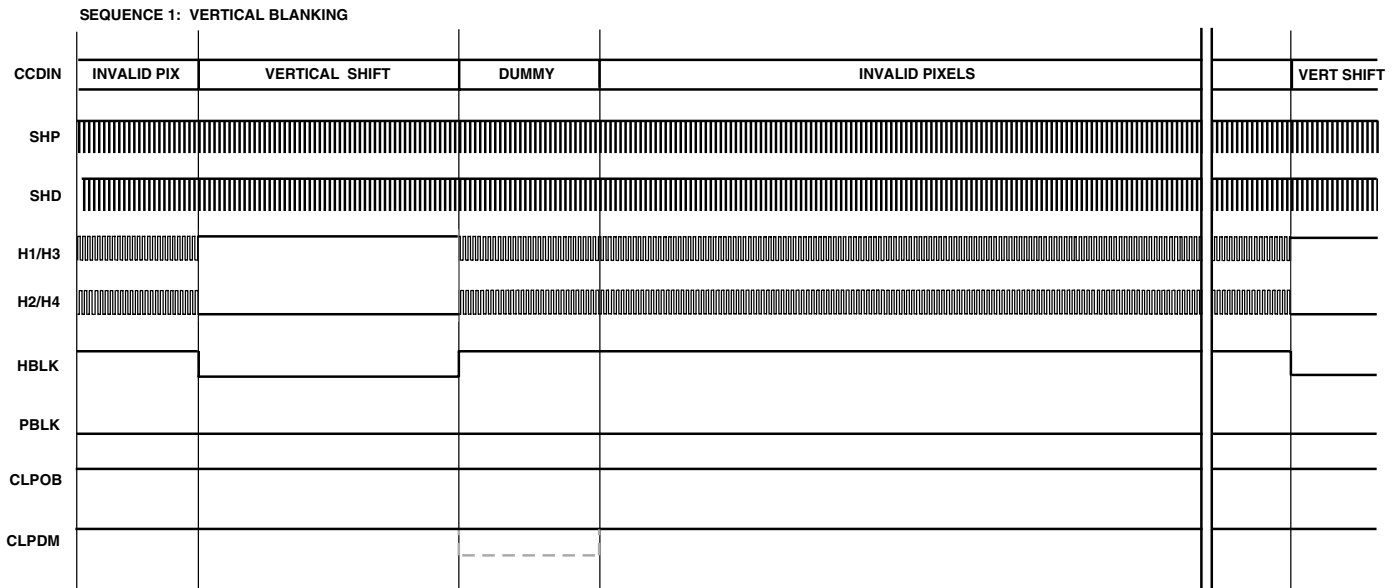 SEQUENCE 1: VERTICAL BLANKING
CCDIN INVALID PIX VERTICAL SHIFT DUMMY INVALID PIXELS VERT SHIFT
SHP
SHD
H1/H3
H2/H4
HBLK
PBLK
CLPOB
CLPDM